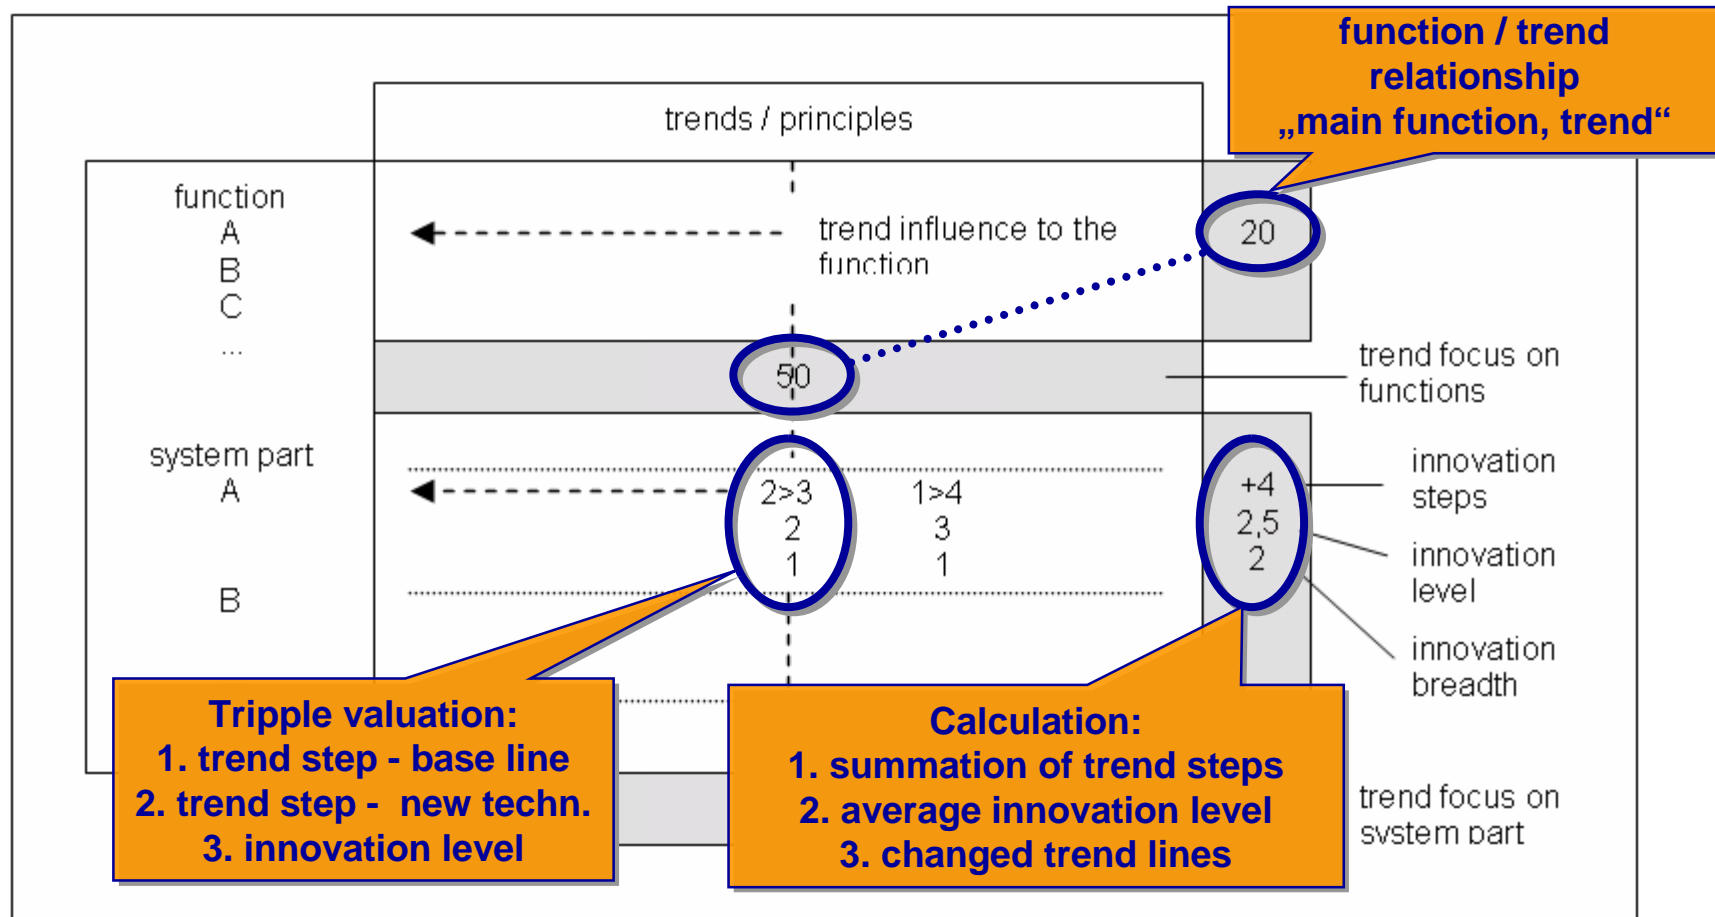 function / trend
relationship
„main function, trend“
trends / principles
function
A
B
C
...
trend influence to the
function
20
50
trend focus on
functions
system part
A
2>3
2
1
1>4
3
1
+4
2,5
2
innovation
steps
innovation
level
innovation
breadth
B
Tripple valuation:
1. trend step - base line
2. trend step - new techn.
3. innovation level
Calculation:
1. summation of trend steps
2. average innovation level
3. changed trend lines
trend focus on
system part